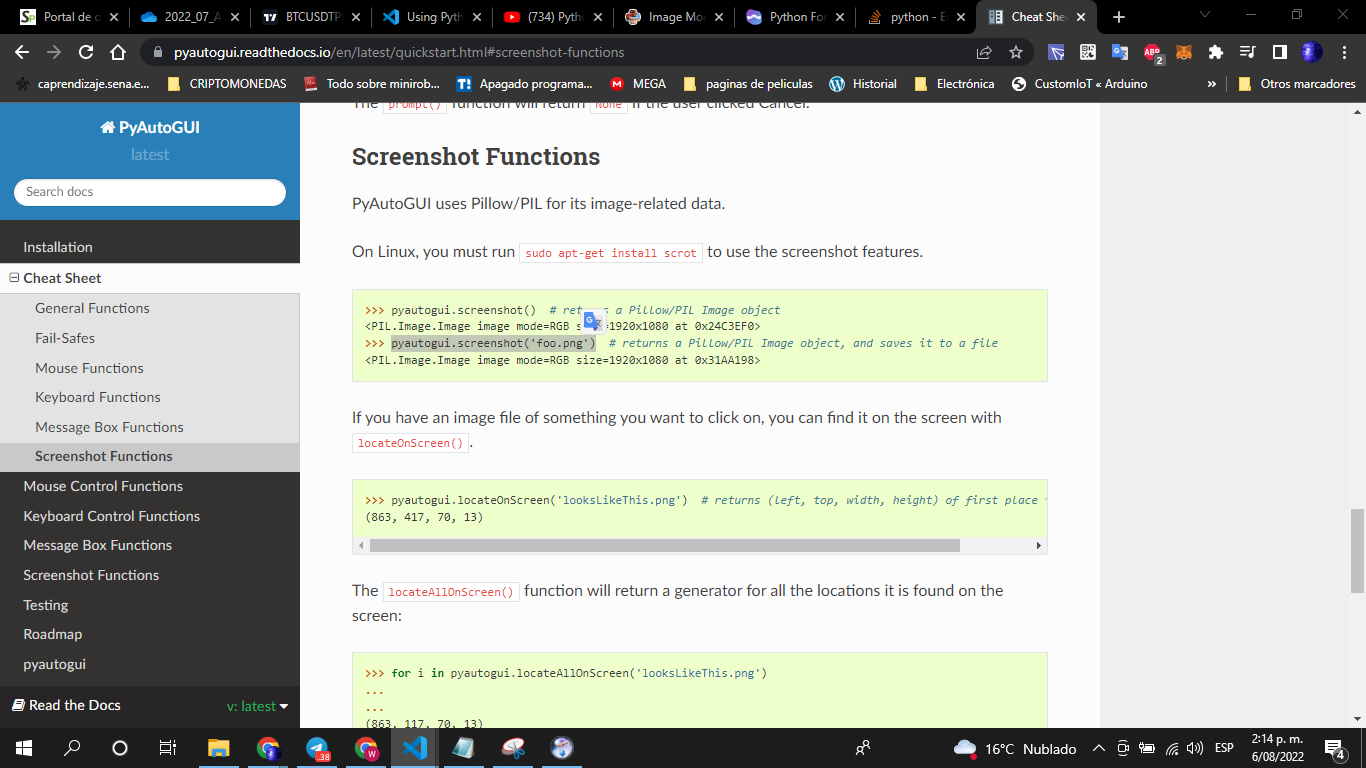 Portal de o
2022_07_A
BTCUSDTP
Using Pyth
(734) Pytho
Image Mo
Python For
python - E
Cheat Shee
pyautogui.readthedocs.io/en/latest/quickstart.html#screenshot-functions
caprendizaje.sena.e...
CRIPTOMONEDAS
Todo sobre minirob...
Apagado programa...
MEGA
paginas de peliculas
Historial
Electrónica
CustomIoT « Arduino
»
Otros marcadores
PyAutoGUI
latest
Search docs
Installation
Cheat Sheet
General Functions
Fail-Safes
Mouse Functions
Keyboard Functions
Message Box Functions
Screenshot Functions
Mouse Control Functions
Keyboard Control Functions
Message Box Functions
Screenshot Functions
Testing
Roadmap
pyautogui
Read the Docs
v: latest
The prompt() function will return None if the user clicked Cancel.
Screenshot Functions
PyAutoGUI uses Pillow/PIL for its image-related data.
On Linux, you must run sudo apt-get install scrot to use the screenshot features.
>>> pyautogui.screenshot()  # returns a Pillow/PIL Image object
<PIL.Image.Image image mode=RGB size=1920x1080 at 0x24C3EF0>
>>> pyautogui.screenshot('foo.png')  # returns a Pillow/PIL Image object, and saves it to a file
<PIL.Image.Image image mode=RGB size=1920x1080 at 0x31AA198>
If you have an image file of something you want to click on, you can find it on the screen with
locateOnScreen().
>>> pyautogui.locateOnScreen('looksLikeThis.png')  # returns (left, top, width, height) of first place
(863, 417, 70, 13)
The locateAllOnScreen() function will return a generator for all the locations it is found on the
screen:
>>> for i in pyautogui.locateAllOnScreen('looksLikeThis.png')
...
...
(863, 117, 70, 13)
38
16°C Nublado
ESP
2:14 p. m.
6/08/2022
4